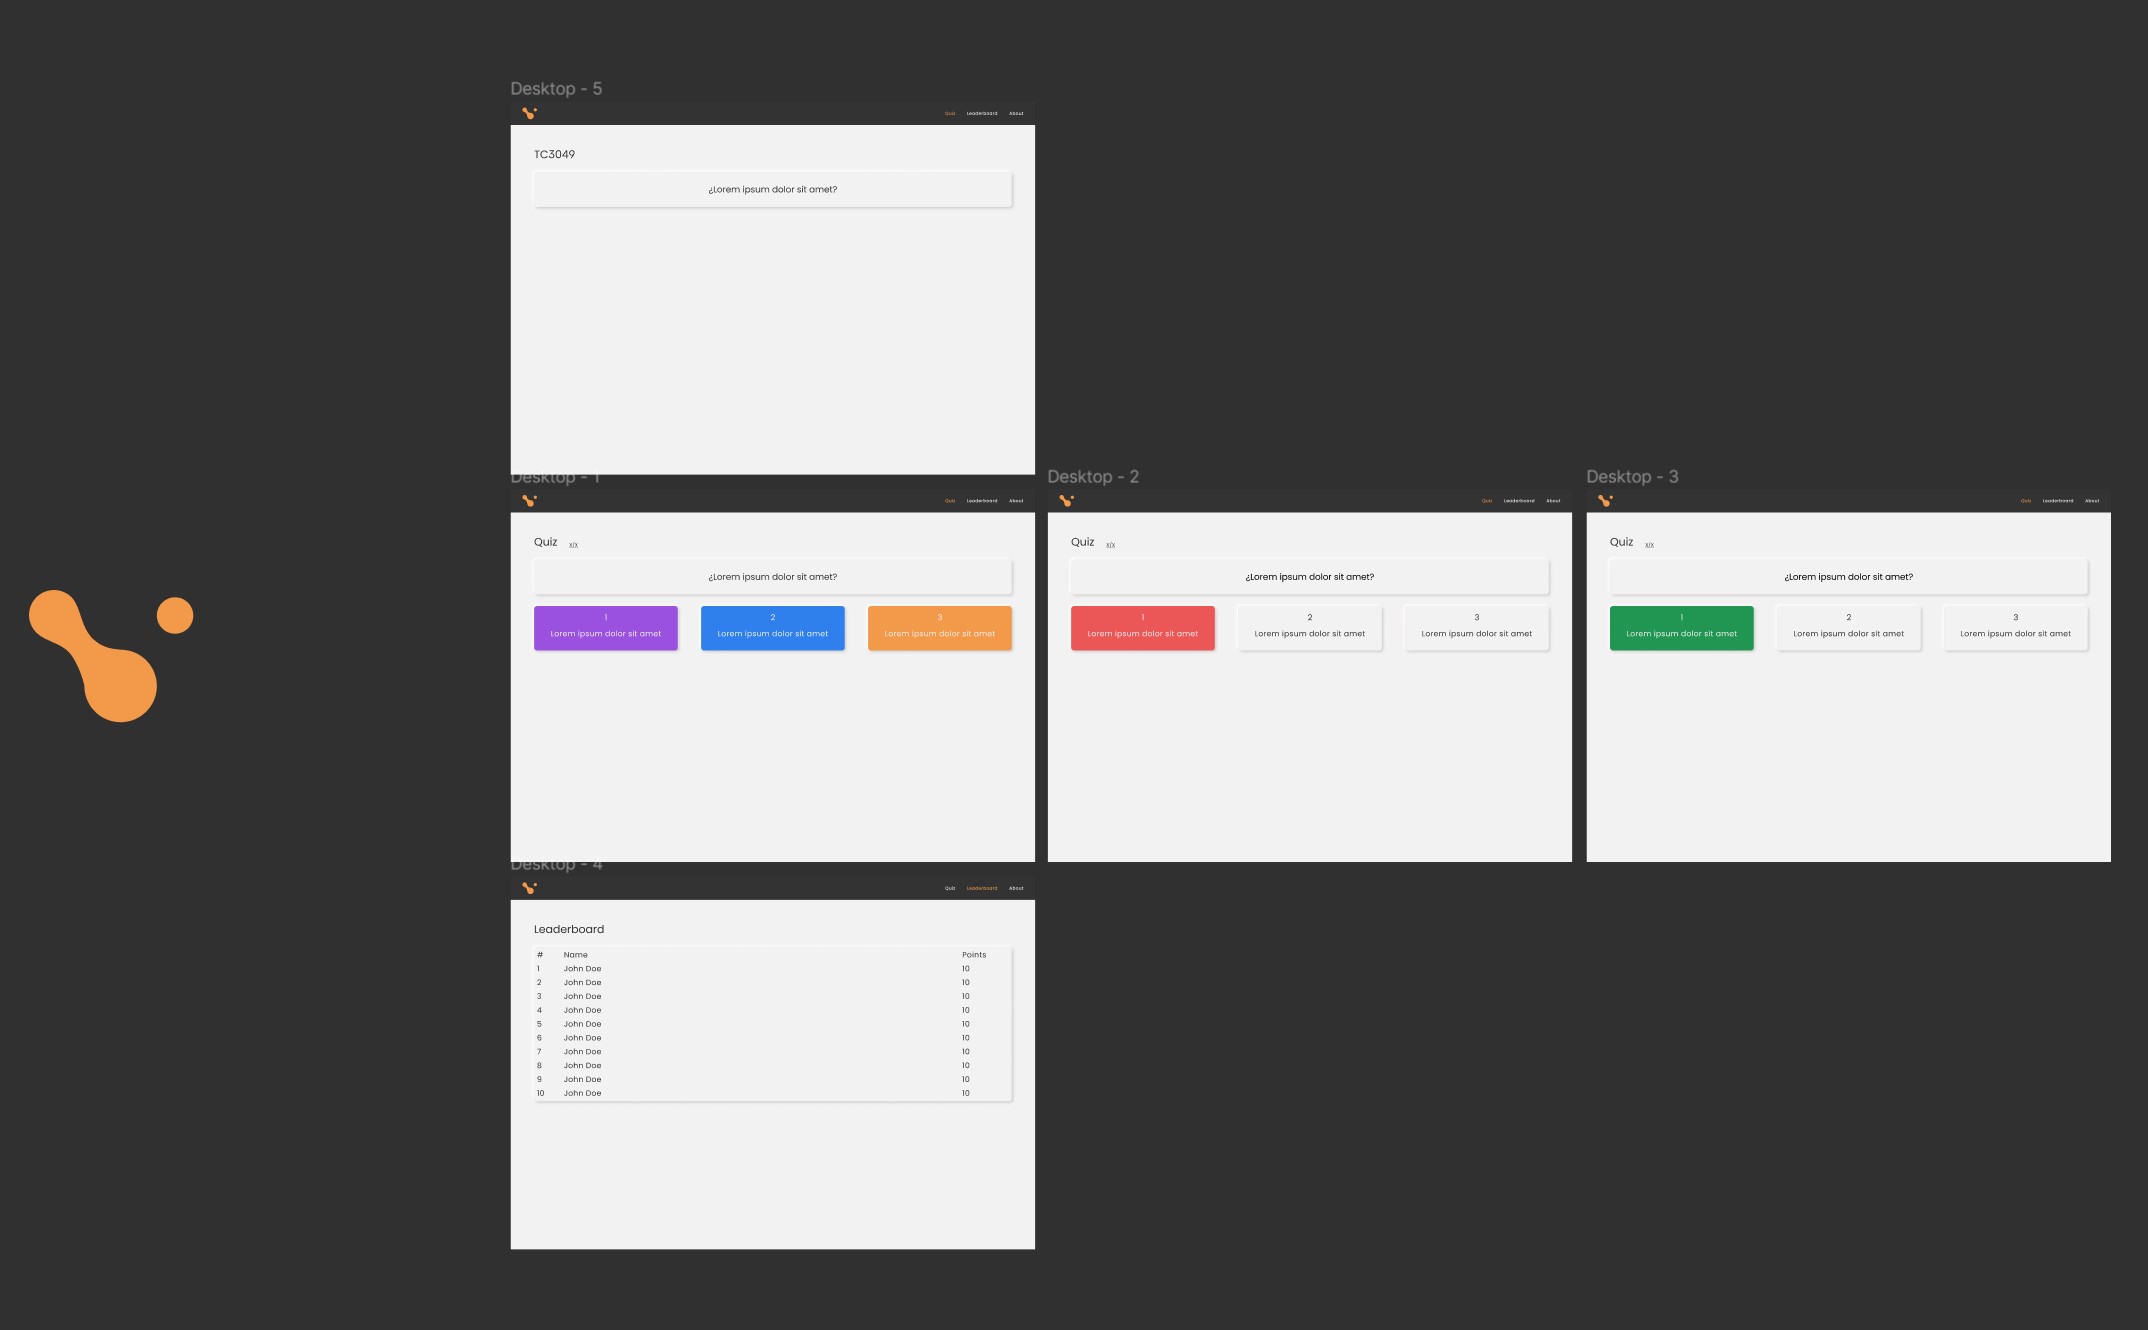 Desktop - 5
Quiz Leaderboard About
TC3049
¿Lorem ipsum dolor sit amet?
Desktop - 1
Quiz Leaderboard About
Quiz x/x
¿Lorem ipsum dolor sit amet?
1
Lorem ipsum dolor sit amet
2
Lorem ipsum dolor sit amet
3
Lorem ipsum dolor sit amet
Desktop - 2
Quiz Leaderboard About
Quiz x/x
¿Lorem ipsum dolor sit amet?
1
Lorem ipsum dolor sit amet
2
Lorem ipsum dolor sit amet
3
Lorem ipsum dolor sit amet
Desktop - 3
Quiz Leaderboard About
Quiz x/x
¿Lorem ipsum dolor sit amet?
1
Lorem ipsum dolor sit amet
2
Lorem ipsum dolor sit amet
3
Lorem ipsum dolor sit amet
Desktop - 4
Quiz Leaderboard About
Leaderboard
# Name Points
1 John Doe 10
2 John Doe 10
3 John Doe 10
4 John Doe 10
5 John Doe 10
6 John Doe 10
7 John Doe 10
8 John Doe 10
9 John Doe 10
10 John Doe 10